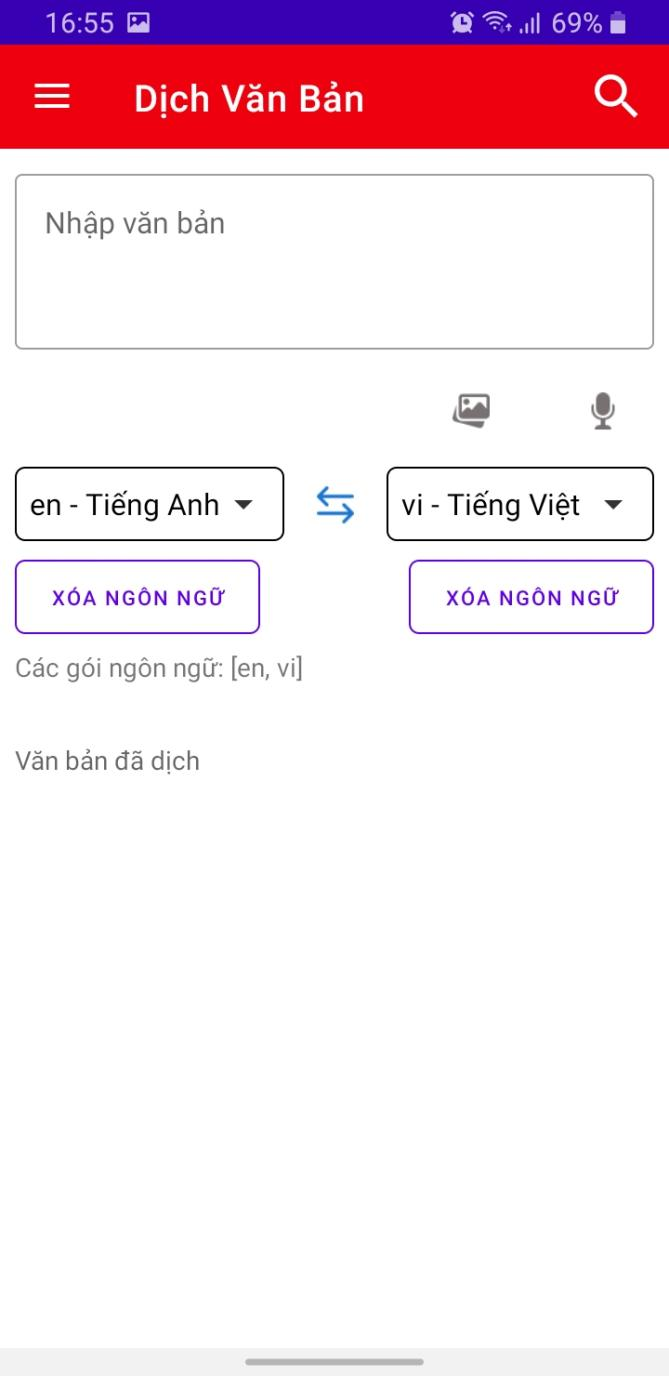 16:55 69%
Dịch Văn Bản
Nhập văn bản
en - Tiếng Anh
vi - Tiếng Việt
XÓA NGÔN NGỮ
XÓA NGÔN NGỮ
Các gói ngôn ngữ: [en, vi]
Văn bản đã dịch